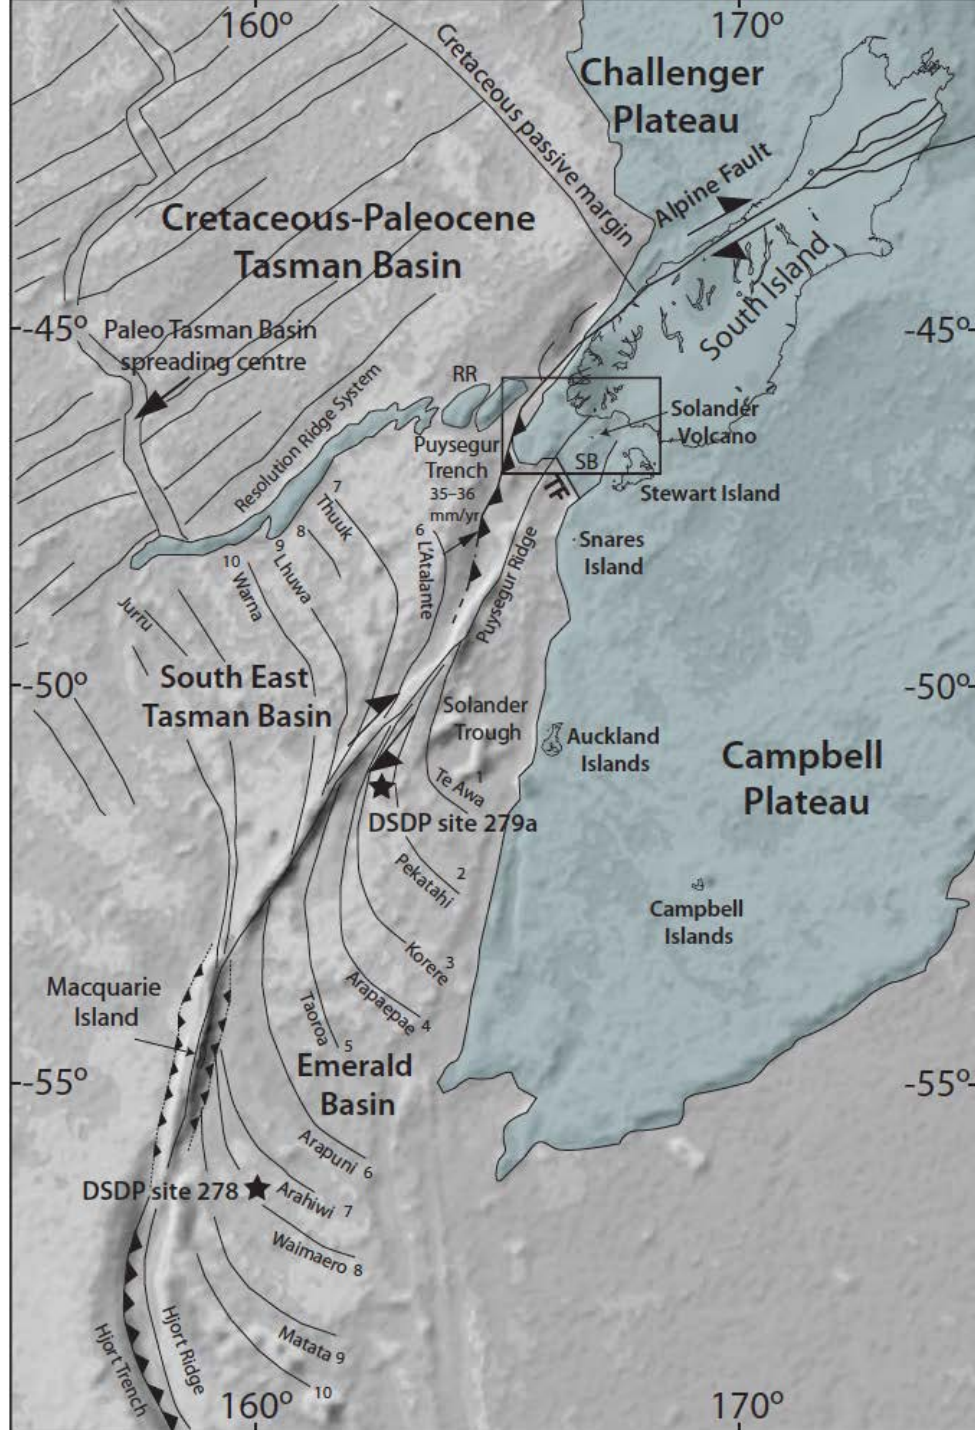 160º
170º
Cretaceous passive margin
Challenger
Plateau
Alpine Fault
Cretaceous-Paleocene
Tasman Basin
South Island
-45º
-45º
Paleo Tasman Basin
spreading centre
RR
Resolution Ridge System
Solander
Volcano
Puysegur
Trench
35–36
mm/yr
SB
TF
Stewart Island
7
Thuuk
8
9
Lhuwa
10
Warna
6
L'Atalante
Puysegur Ridge
Snares
Island
Jurru
South East
Tasman Basin
-50º
-50º
Solander
Trough
Auckland
Islands
Campbell
Plateau
1
Te Awa
DSDP site 279a
2
Pekatahi
Campbell
Islands
3
Korere
Arapaepae 4
Macquarie
Island
Taoroa
5
Emerald
Basin
-55º
-55º
Arapuni 6
DSDP site 278
Arahiwi 7
Waimaero 8
Matata 9
10
Hjort Ridge
Hjort Trench
160º
170º